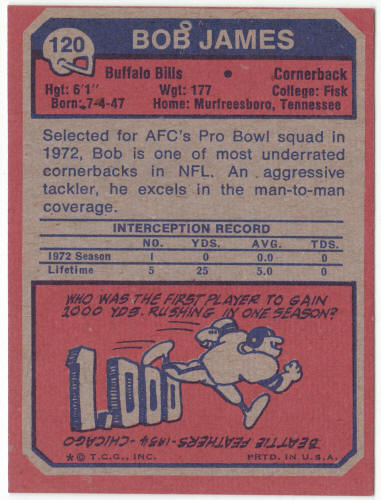 120
BOB JAMES
Buffalo Bills • Cornerback
Hgt: 6'1" Wgt: 177 College: Fisk
Born: 7-4-47 Home: Murfreesboro, Tennessee
Selected for AFC's Pro Bowl squad in
1972, Bob is one of most underrated
cornerbacks in NFL. An aggressive
tackler, he excels in the man-to-man
coverage.
INTERCEPTION RECORD
NO. YDS. AVG. TDS.
1972 Season 1 0 0.0 0
Lifetime 5 25 5.0 0
WHO WAS THE FIRST PLAYER TO GAIN
1000 YDS. RUSHING IN ONE SEASON?
1,000
BEATTIE FEATHERS-1934-CHICAGO
*© T.C.G., INC. PRTD. IN U.S.A.